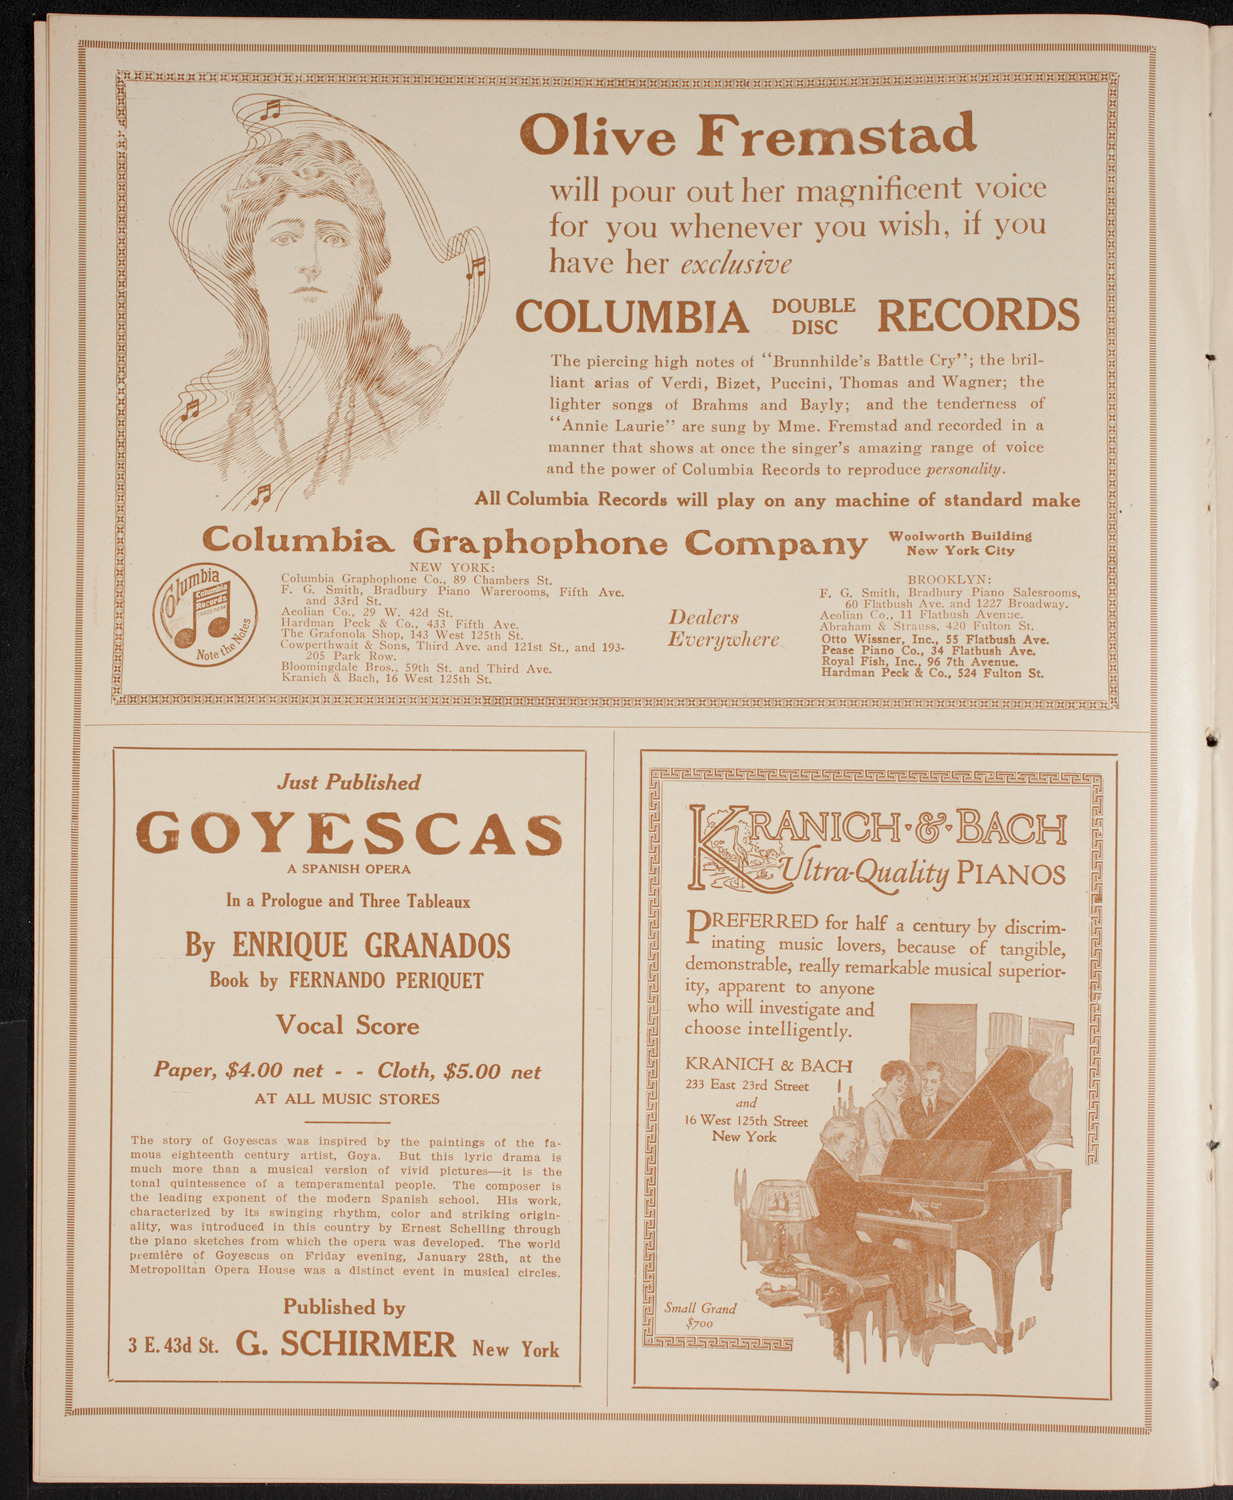 Olive Fremstad
will pour out her magnificent voice
for you whenever you wish, if you
have her exclusive
COLUMBIA DOUBLE DISC RECORDS
The piercing high notes of "Brunnhilde's Battle Cry"; the bril-
liant arias of Verdi, Bizet, Puccini, Thomas and Wagner; the
lighter songs of Brahms and Bayly; and the tenderness of
"Annie Laurie" are sung by Mme. Fremstad and recorded in a
manner that shows at once the singer's amazing range of voice
and the power of Columbia Records to reproduce personality.
All Columbia Records will play on any machine of standard make
Columbia Graphophone Company
Woolworth Building
New York City
Columbia
Columbia
Records
Note the Notes
NEW YORK:
Columbia Graphophone Co., 89 Chambers St.
F. G. Smith, Bradbury Piano Warerooms, Fifth Ave.
and 33rd St.
Aeolian Co., 29 W. 42d St.
Hardman Peck & Co., 433 Fifth Ave.
The Grafonola Shop, 143 West 125th St.
Cowperthwait & Sons, Third Ave. and 121st St., and 193-
205 Park Row.
Bloomingdale Bros., 59th St. and Third Ave.
Kranich & Bach, 16 West 125th St.
Dealers
Everywhere
BROOKLYN:
F. G. Smith, Bradbury Piano Salesrooms,
60 Flatbush Ave. and 1227 Broadway.
Aeolian Co., 11 Flatbush Avenue.
Abraham & Strauss, 420 Fulton St.
Otto Wissner, Inc., 55 Flatbush Ave.
Pease Piano Co., 34 Flatbush Ave.
Royal Fish, Inc., 96 7th Avenue.
Hardman Peck & Co., 524 Fulton St.
Just Published
GOYESCAS
A SPANISH OPERA
In a Prologue and Three Tableaux
By ENRIQUE GRANADOS
Book by FERNANDO PERIQUET
Vocal Score
Paper, $4.00 net - - Cloth, $5.00 net
AT ALL MUSIC STORES
The story of Goyescas was inspired by the paintings of the fa-
mous eighteenth century artist, Goya. But this lyric drama is
much more than a musical version of vivid pictures—it is the
tonal quintessence of a temperamental people. The composer is
the leading exponent of the modern Spanish school. His work,
characterized by its swinging rhythm, color and striking origin-
ality, was introduced in this country by Ernest Schelling through
the piano sketches from which the opera was developed. The world
première of Goyescas on Friday evening, January 28th, at the
Metropolitan Opera House was a distinct event in musical circles.
Published by
3 E. 43d St. G. SCHIRMER New York
KRANICH·&·BACH
Ultra-Quality PIANOS
PREFERRED for half a century by discrim-
inating music lovers, because of tangible,
demonstrable, really remarkable musical superior-
ity, apparent to anyone
who will investigate and
choose intelligently.
KRANICH & BACH
233 East 23rd Street
and
16 West 125th Street
New York
Small Grand
$700